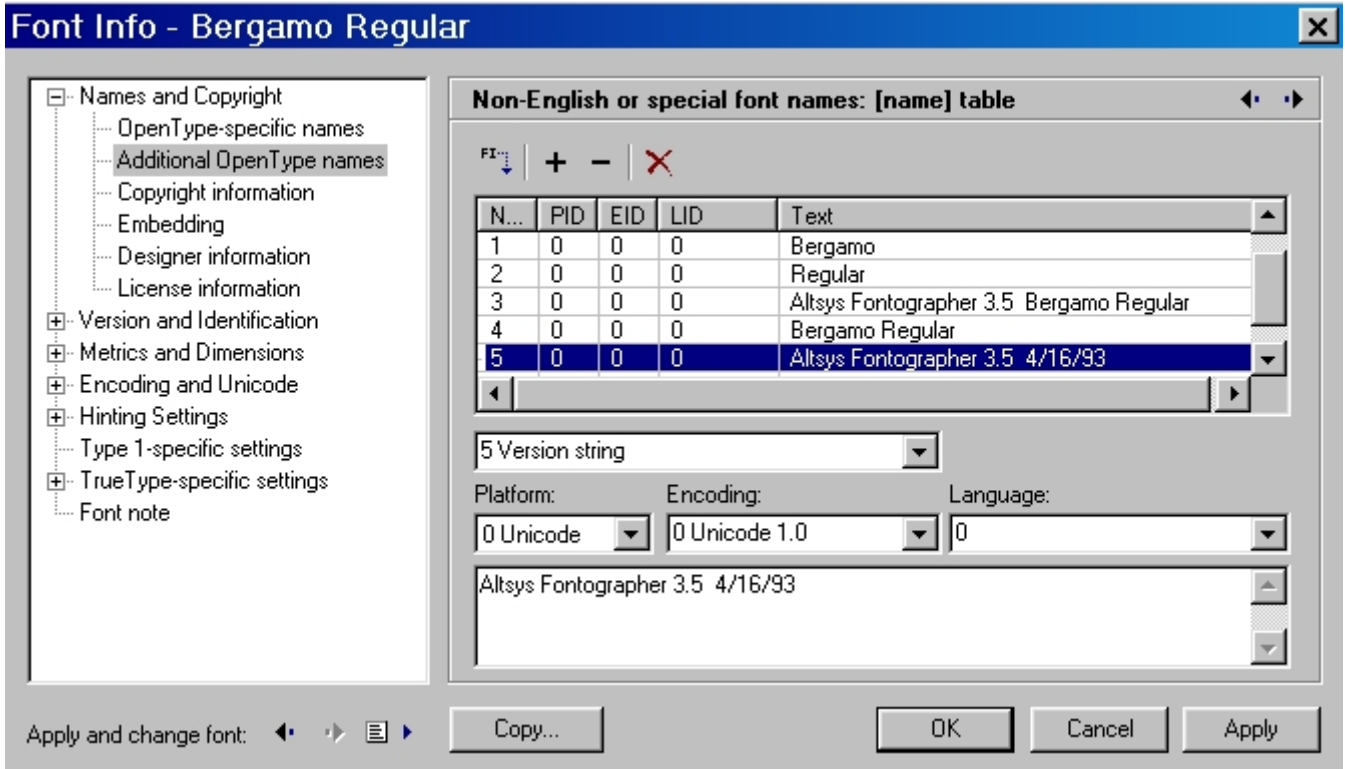 Font Info - Bergamo Regular
Names and Copyright
OpenType-specific names
Additional OpenType names
Copyright information
Embedding
Designer information
License information
Version and Identification
Metrics and Dimensions
Encoding and Unicode
Hinting Settings
Type 1-specific settings
TrueType-specific settings
Font note
Non-English or special font names: [name] table
FI
N... PID EID LID Text
1 0 0 0 Bergamo
2 0 0 0 Regular
3 0 0 0 Altsys Fontographer 3.5  Bergamo Regular
4 0 0 0 Bergamo Regular
5 0 0 0 Altsys Fontographer 3.5  4/16/93
5 Version string
Platform: Encoding: Language:
0 Unicode 0 Unicode 1.0 0
Altsys Fontographer 3.5  4/16/93
Apply and change font: Copy... OK Cancel Apply